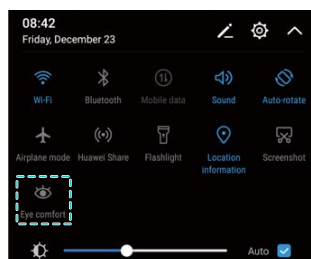 08:42
Friday, December 23
Wi-Fi
Bluetooth
Mobile data
Sound
Auto-rotate
Airplane mode
Huawei Share
Flashlight
Location
information
Screenshot
Eye comfort
Auto